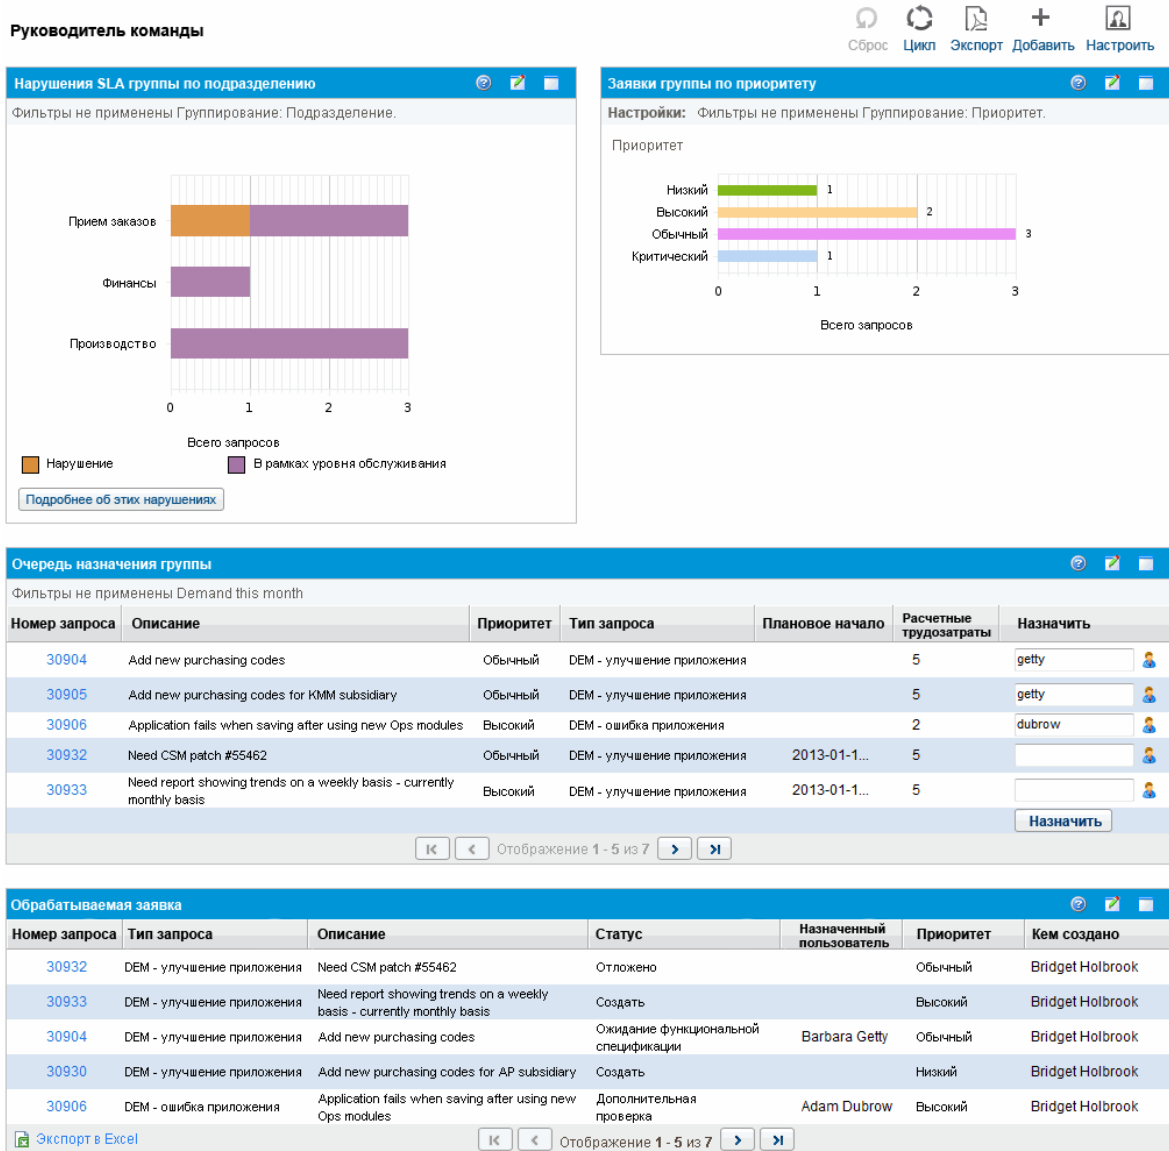 Руководитель команды
Сброс Цикл Экспорт Добавить Настроить
Нарушения SLA группы по подразделению
Фильтры не применены Группирование: Подразделение.
Прием заказов
Финансы
Производство
0 1 2 3
Всего запросов
Нарушение В рамках уровня обслуживания
Подробнее об этих нарушениях
Заявки группы по приоритету
Настройки: Фильтры не применены Группирование: Приоритет.
Приоритет
Низкий 1
Высокий 2
Обычный 3
Критический 1
0 1 2 3
Всего запросов
Очередь назначения группы
Фильтры не применены Demand this month
Номер запроса Описание Приоритет Тип запроса Плановое начало Расчетные трудозатраты Назначить
30904 Add new purchasing codes Обычный DEM - улучшение приложения 5 getty
30905 Add new purchasing codes for KMM subsidiary Обычный DEM - улучшение приложения 5 getty
30906 Application fails when saving after using new Ops modules Высокий DEM - ошибка приложения 2 dubrow
30932 Need CSM patch #55462 Обычный DEM - улучшение приложения 2013-01-1... 5
30933 Need report showing trends on a weekly basis - currently monthly basis Высокий DEM - улучшение приложения 2013-01-1... 5
Назначить
Отображение 1 - 5 из 7
Обрабатываемая заявка
Номер запроса Тип запроса Описание Статус Назначенный пользователь Приоритет Кем создано
30932 DEM - улучшение приложения Need CSM patch #55462 Отложено Обычный Bridget Holbrook
30933 DEM - улучшение приложения Need report showing trends on a weekly basis - currently monthly basis Создать Высокий Bridget Holbrook
30904 DEM - улучшение приложения Add new purchasing codes Ожидание функциональной спецификации Barbara Getty Обычный Bridget Holbrook
30930 DEM - улучшение приложения Add new purchasing codes for AP subsidiary Создать Низкий Bridget Holbrook
30906 DEM - ошибка приложения Application fails when saving after using new Ops modules Дополнительная проверка Adam Dubrow Высокий Bridget Holbrook
Экспорт в Excel Отображение 1 - 5 из 7